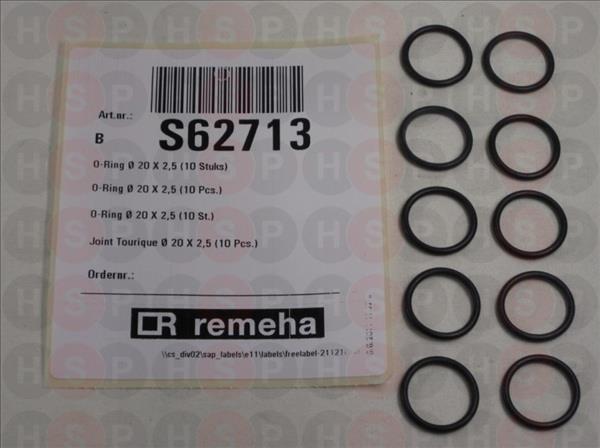 Art.nr.:
B S62713
O-Ring Ø 20 X 2,5 (10 Stuks)
O-Ring Ø 20 X 2,5 (10 Pcs.)
O-Ring Ø 20 X 2,5 (10 St.)
Joint Tourique Ø 20 X 2,5 (10 Pcs.)
Ordernr.:
remeha
HSP